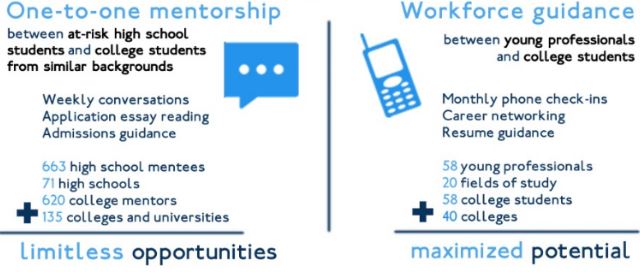 One-to-one mentorship
between at-risk high school
students and college students
from similar backgrounds
Weekly conversations
Application essay reading
Admissions guidance
663 high school mentees
71 high schools
620 college mentors
+ 135 colleges and universities
limitless opportunities
Workforce guidance
between young professionals
and college students
Monthly phone check-ins
Career networking
Resume guidance
58 young professionals
20 fields of study
58 college students
+ 40 colleges
maximized potential